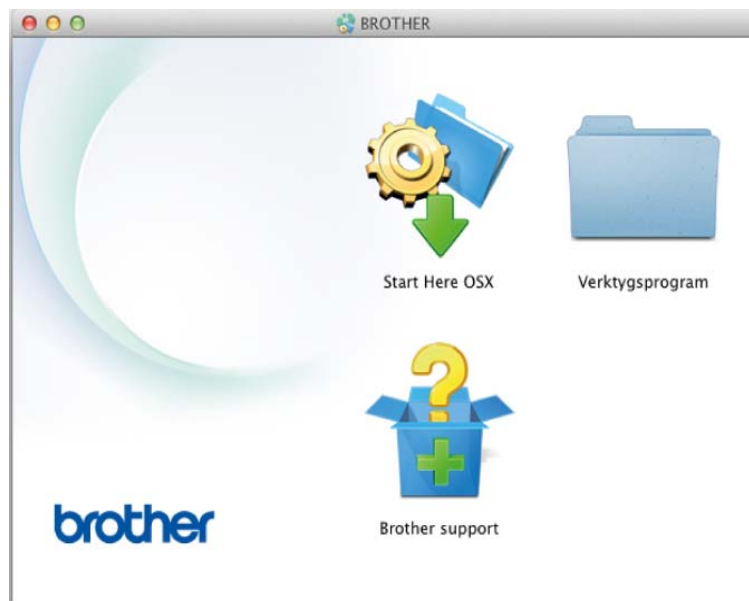 BROTHER
Start Here OSX
Verktygsprogram
Brother support
brother